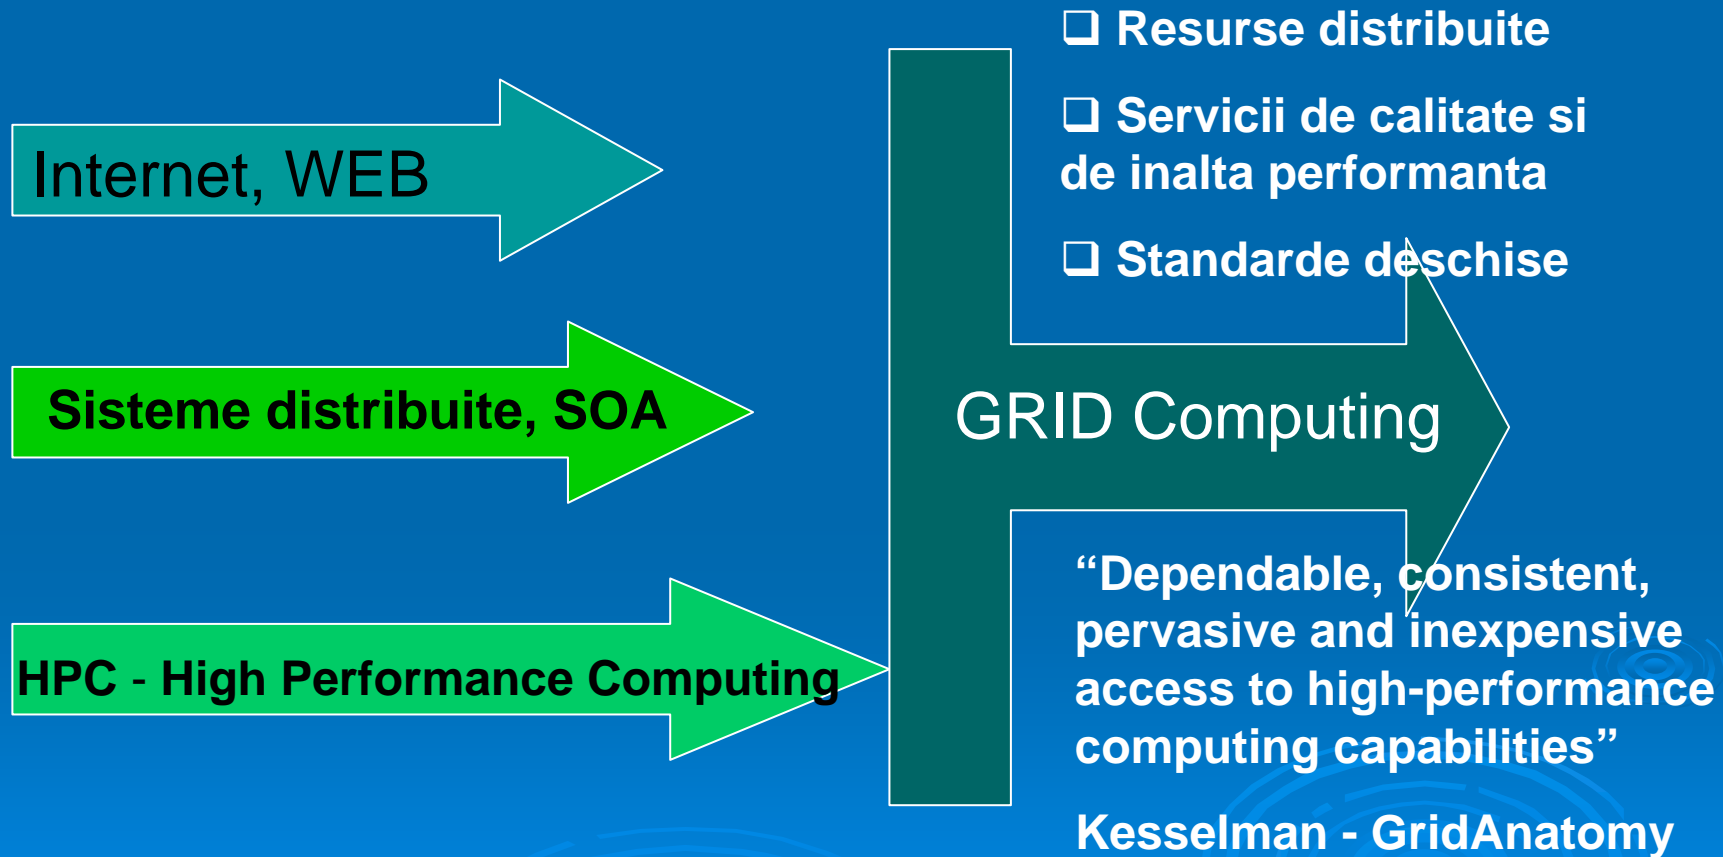 Internet, WEB
Sisteme distribuite, SOA
HPC - High Performance Computing
GRID Computing
❑ Resurse distribuite
❑ Servicii de calitate si
de inalta performanta
❑ Standarde deschise
“Dependable, consistent,
pervasive and inexpensive
access to high-performance
computing capabilities”
Kesselman - GridAnatomy